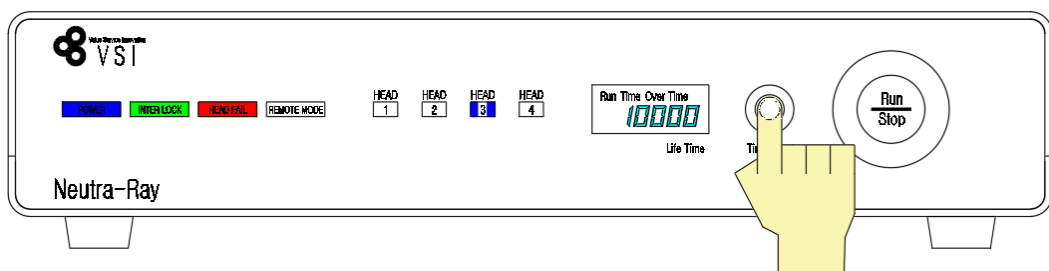 VSI
POWER INTER LOCK HEAD FAIL REMOTE MODE
HEAD HEAD HEAD HEAD
1 2 3 4
Run Time Over Time
10000
Life Time
Run
Stop
Neutra-Ray